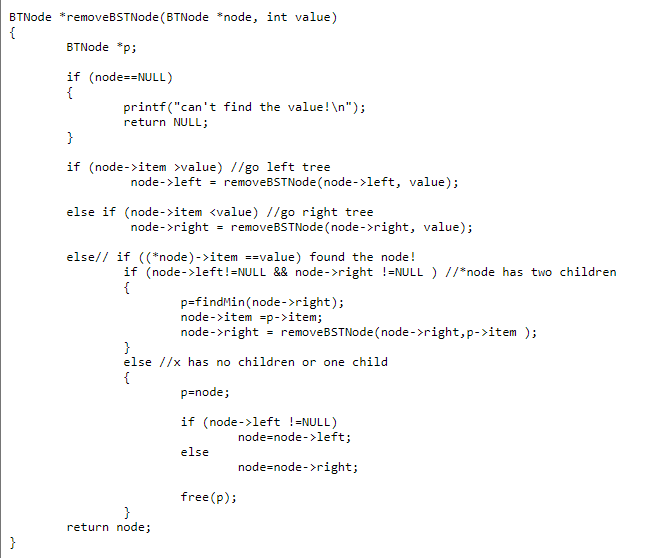 BTNode *removeBSTNode(BTNode *node, int value)
{
BTNode *p;
if (node==NULL)
{
printf("can't find the value!\n");
return NULL;
}
if (node->item >value) //go left tree
node->left = removeBSTNode(node->left, value);
else if (node->item <value) //go right tree
node->right = removeBSTNode(node->right, value);
else// if ((*node)->item ==value) found the node!
if (node->left!=NULL && node->right !=NULL ) //*node has two children
{
p=findMin(node->right);
node->item =p->item;
node->right = removeBSTNode(node->right,p->item );
}
else //x has no children or one child
{
p=node;
if (node->left !=NULL)
node=node->left;
else
node=node->right;
free(p);
}
return node;
}